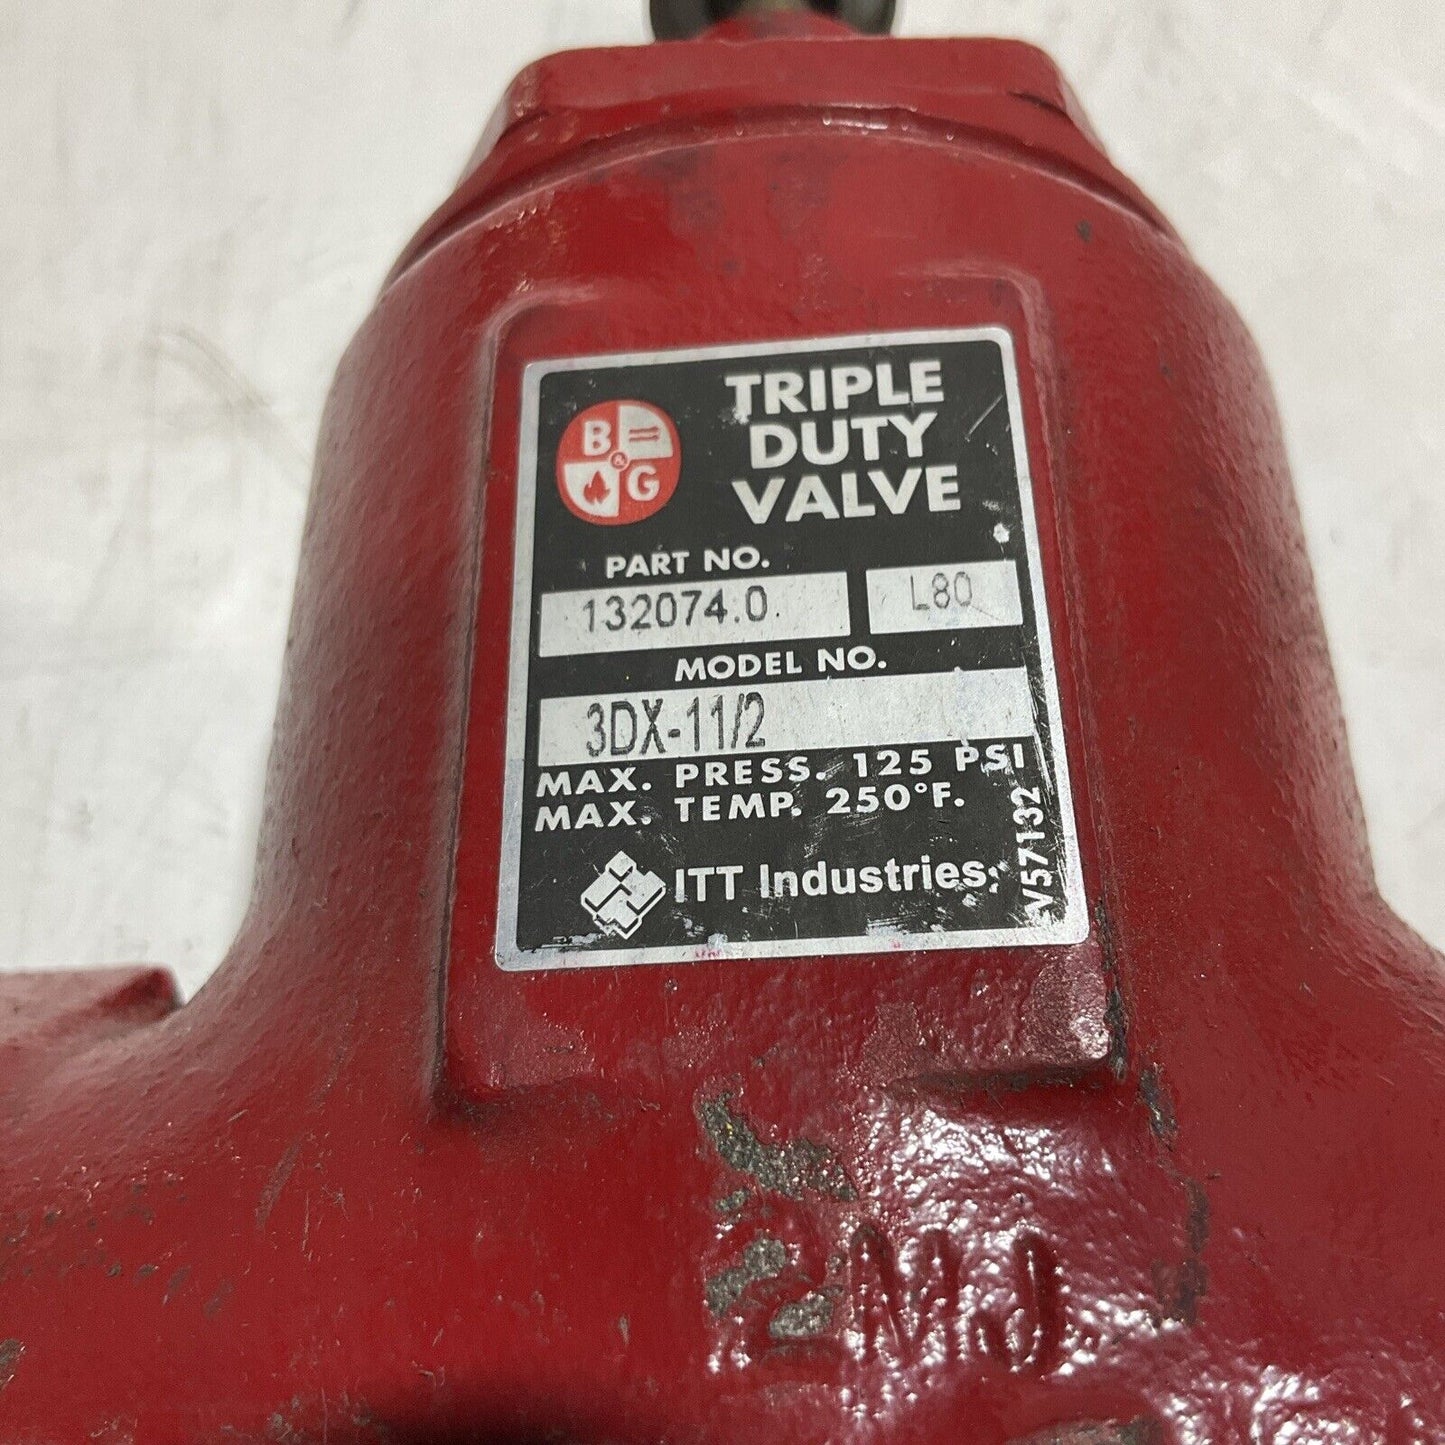 B & G
TRIPLE
DUTY
VALVE
PART NO.
132074.0 L80
MODEL NO.
3DX-11/2
MAX. PRESS. 125 PSI
MAX. TEMP. 250°F.
ITT Industries
V57132